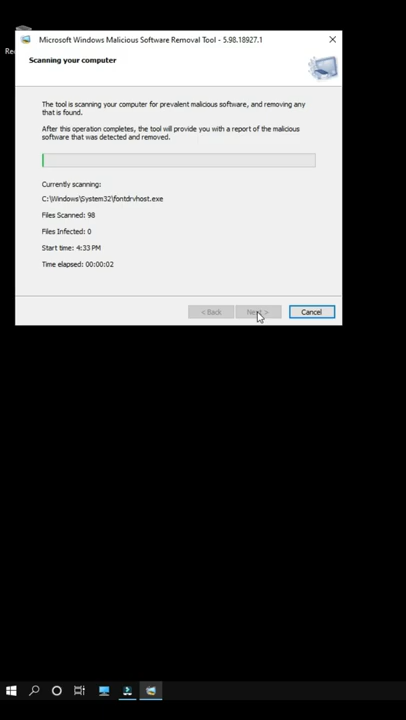 Microsoft Windows Malicious Software Removal Tool - 5.98.18927.1
Scanning your computer
The tool is scanning your computer for prevalent malicious software, and removing any
that is found.
After this operation completes, the tool will provide you with a report of the malicious
software that was detected and removed.
Currently scanning:
C:\Windows\System32\fontdrvhost.exe
Files Scanned: 98
Files Infected: 0
Start time: 4:33 PM
Time elapsed: 00:00:02
< Back
Next >
Cancel